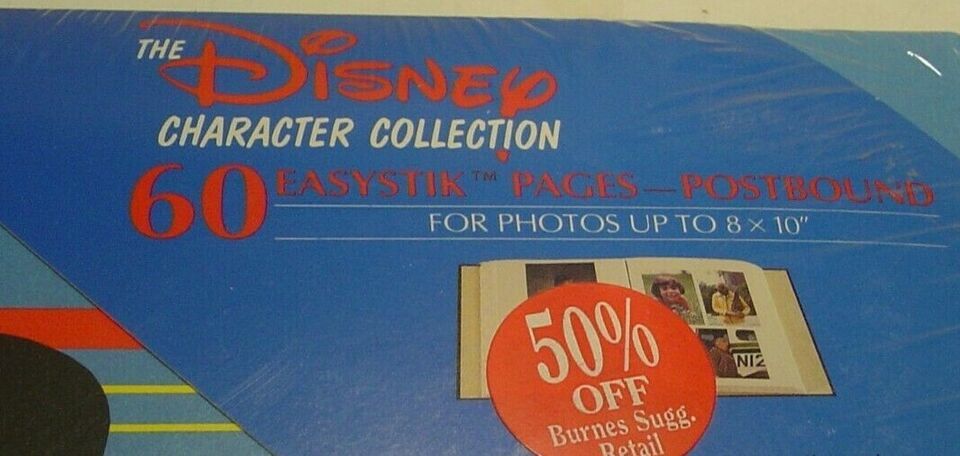 THE DISNEY
CHARACTER COLLECTION
60 EASYSTIK™ PAGES—POSTBOUND
FOR PHOTOS UP TO 8 × 10"
50%
OFF
Burnes Sugg.
Retail
N12